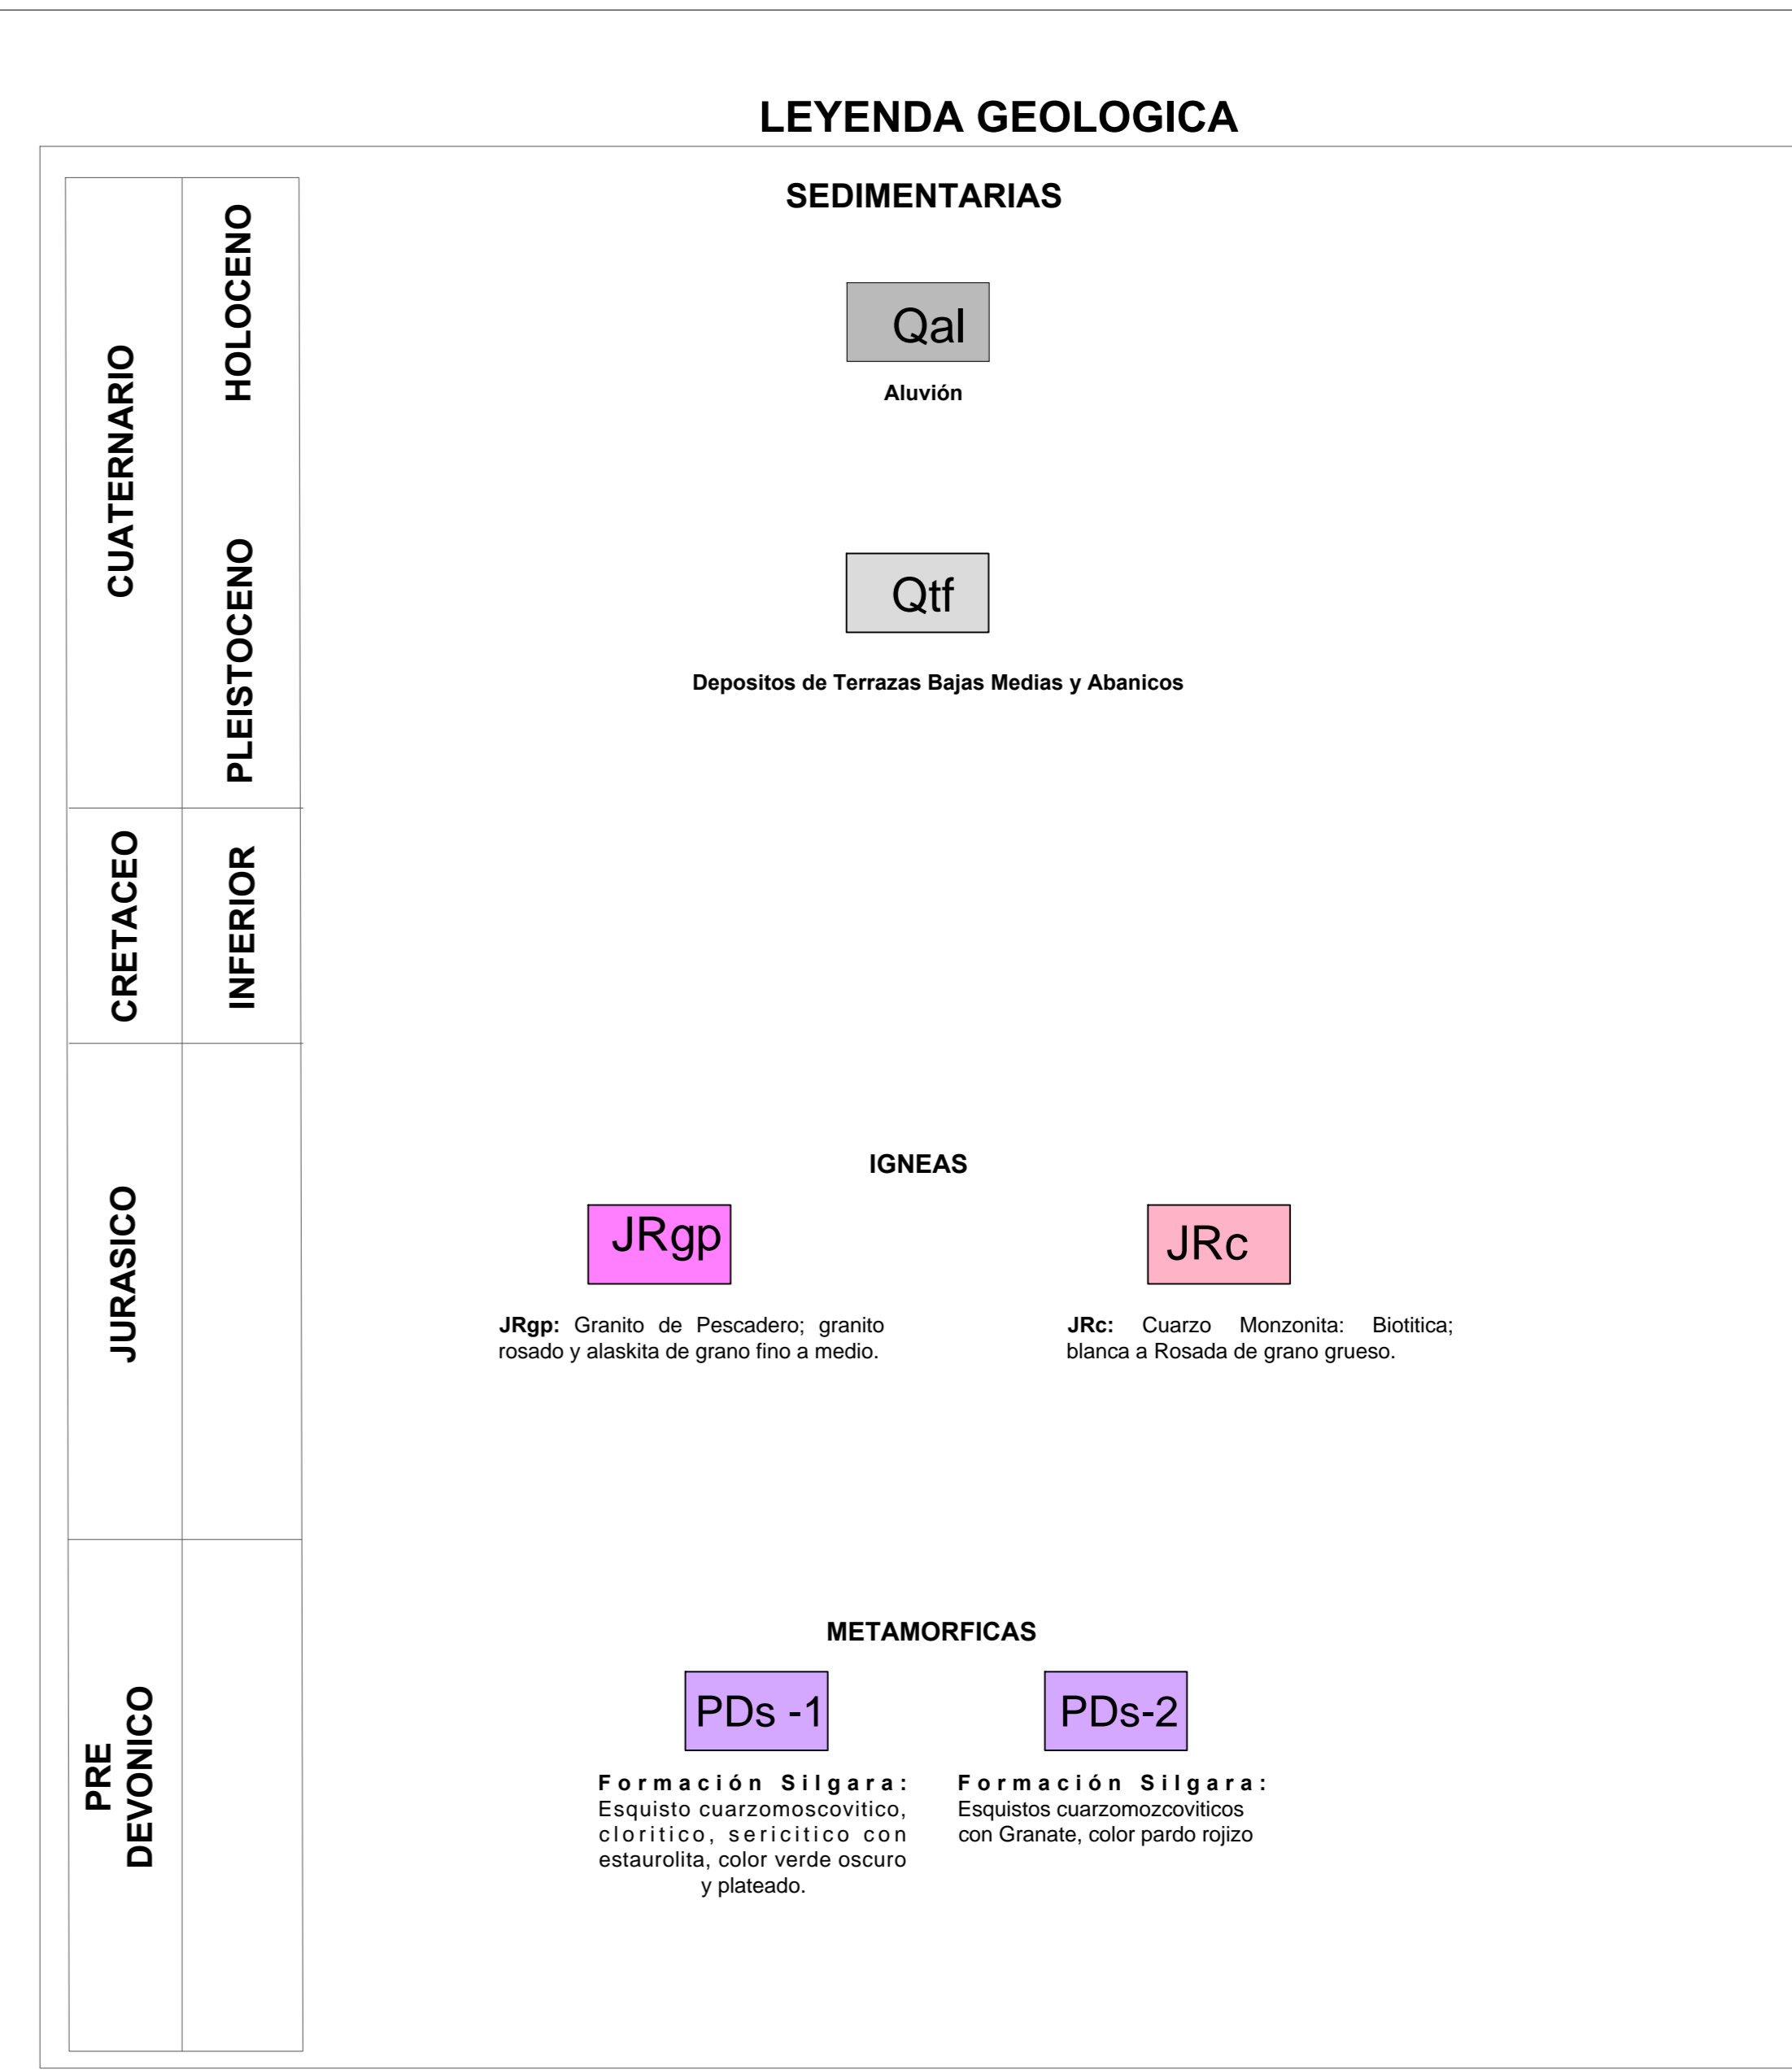 LEYENDA GEOLOGICA
SEDIMENTARIAS
CUATERNARIO
HOLOCENO
Qal
Aluvión
PLEISTOCENO
Qtf
Depositos de Terrazas Bajas Medias y Abanicos
CRETACEO
INFERIOR
JURASICO
IGNEAS
JRgp
JRgp: Granito de Pescadero; granito
rosado y alaskita de grano fino a medio.
JRc
JRc: Cuarzo Monzonita: Biotitica;
blanca a Rosada de grano grueso.
PRE
DEVONICO
METAMORFICAS
PDs -1
Formación Silgara:
Esquisto cuarzomoscovitico,
cloritico, sericitico con
estaurolita, color verde oscuro
y plateado.
PDs-2
Formación Silgara:
Esquistos cuarzomozcoviticos
con Granate, color pardo rojizo